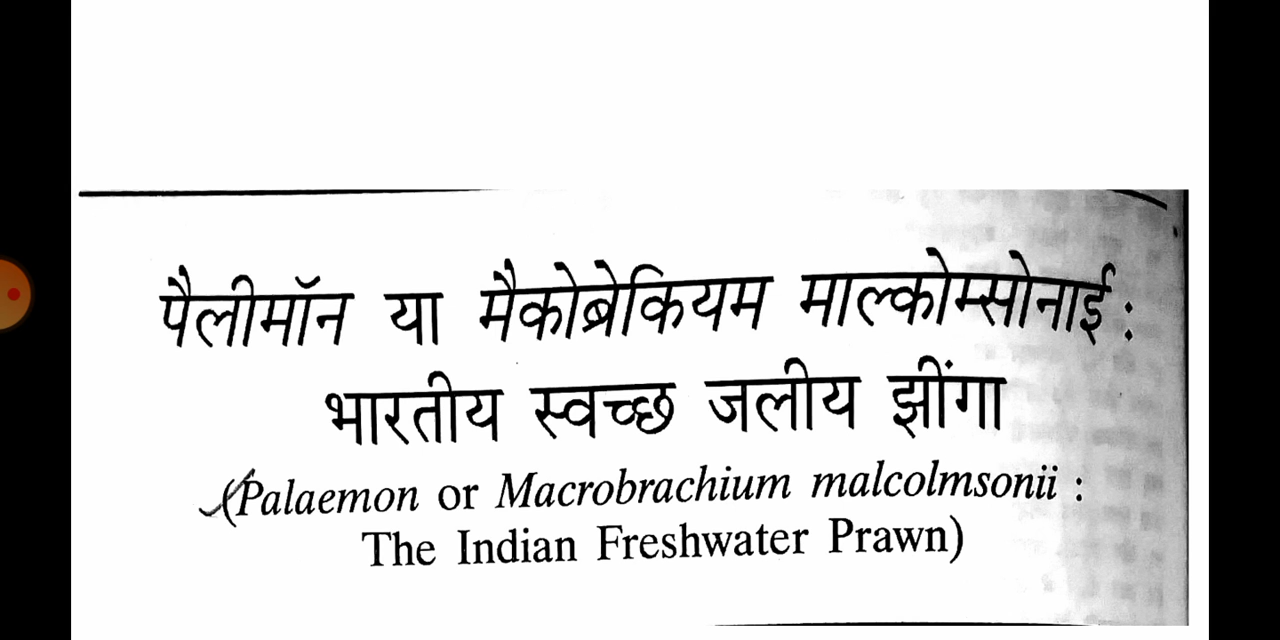 पैलीमॉन या मैकोब्रेकियम माल्कोम्सोनाई :
भारतीय स्वच्छ जलीय झींगा
(Palaemon or Macrobrachium malcolmsonii :
The Indian Freshwater Prawn)